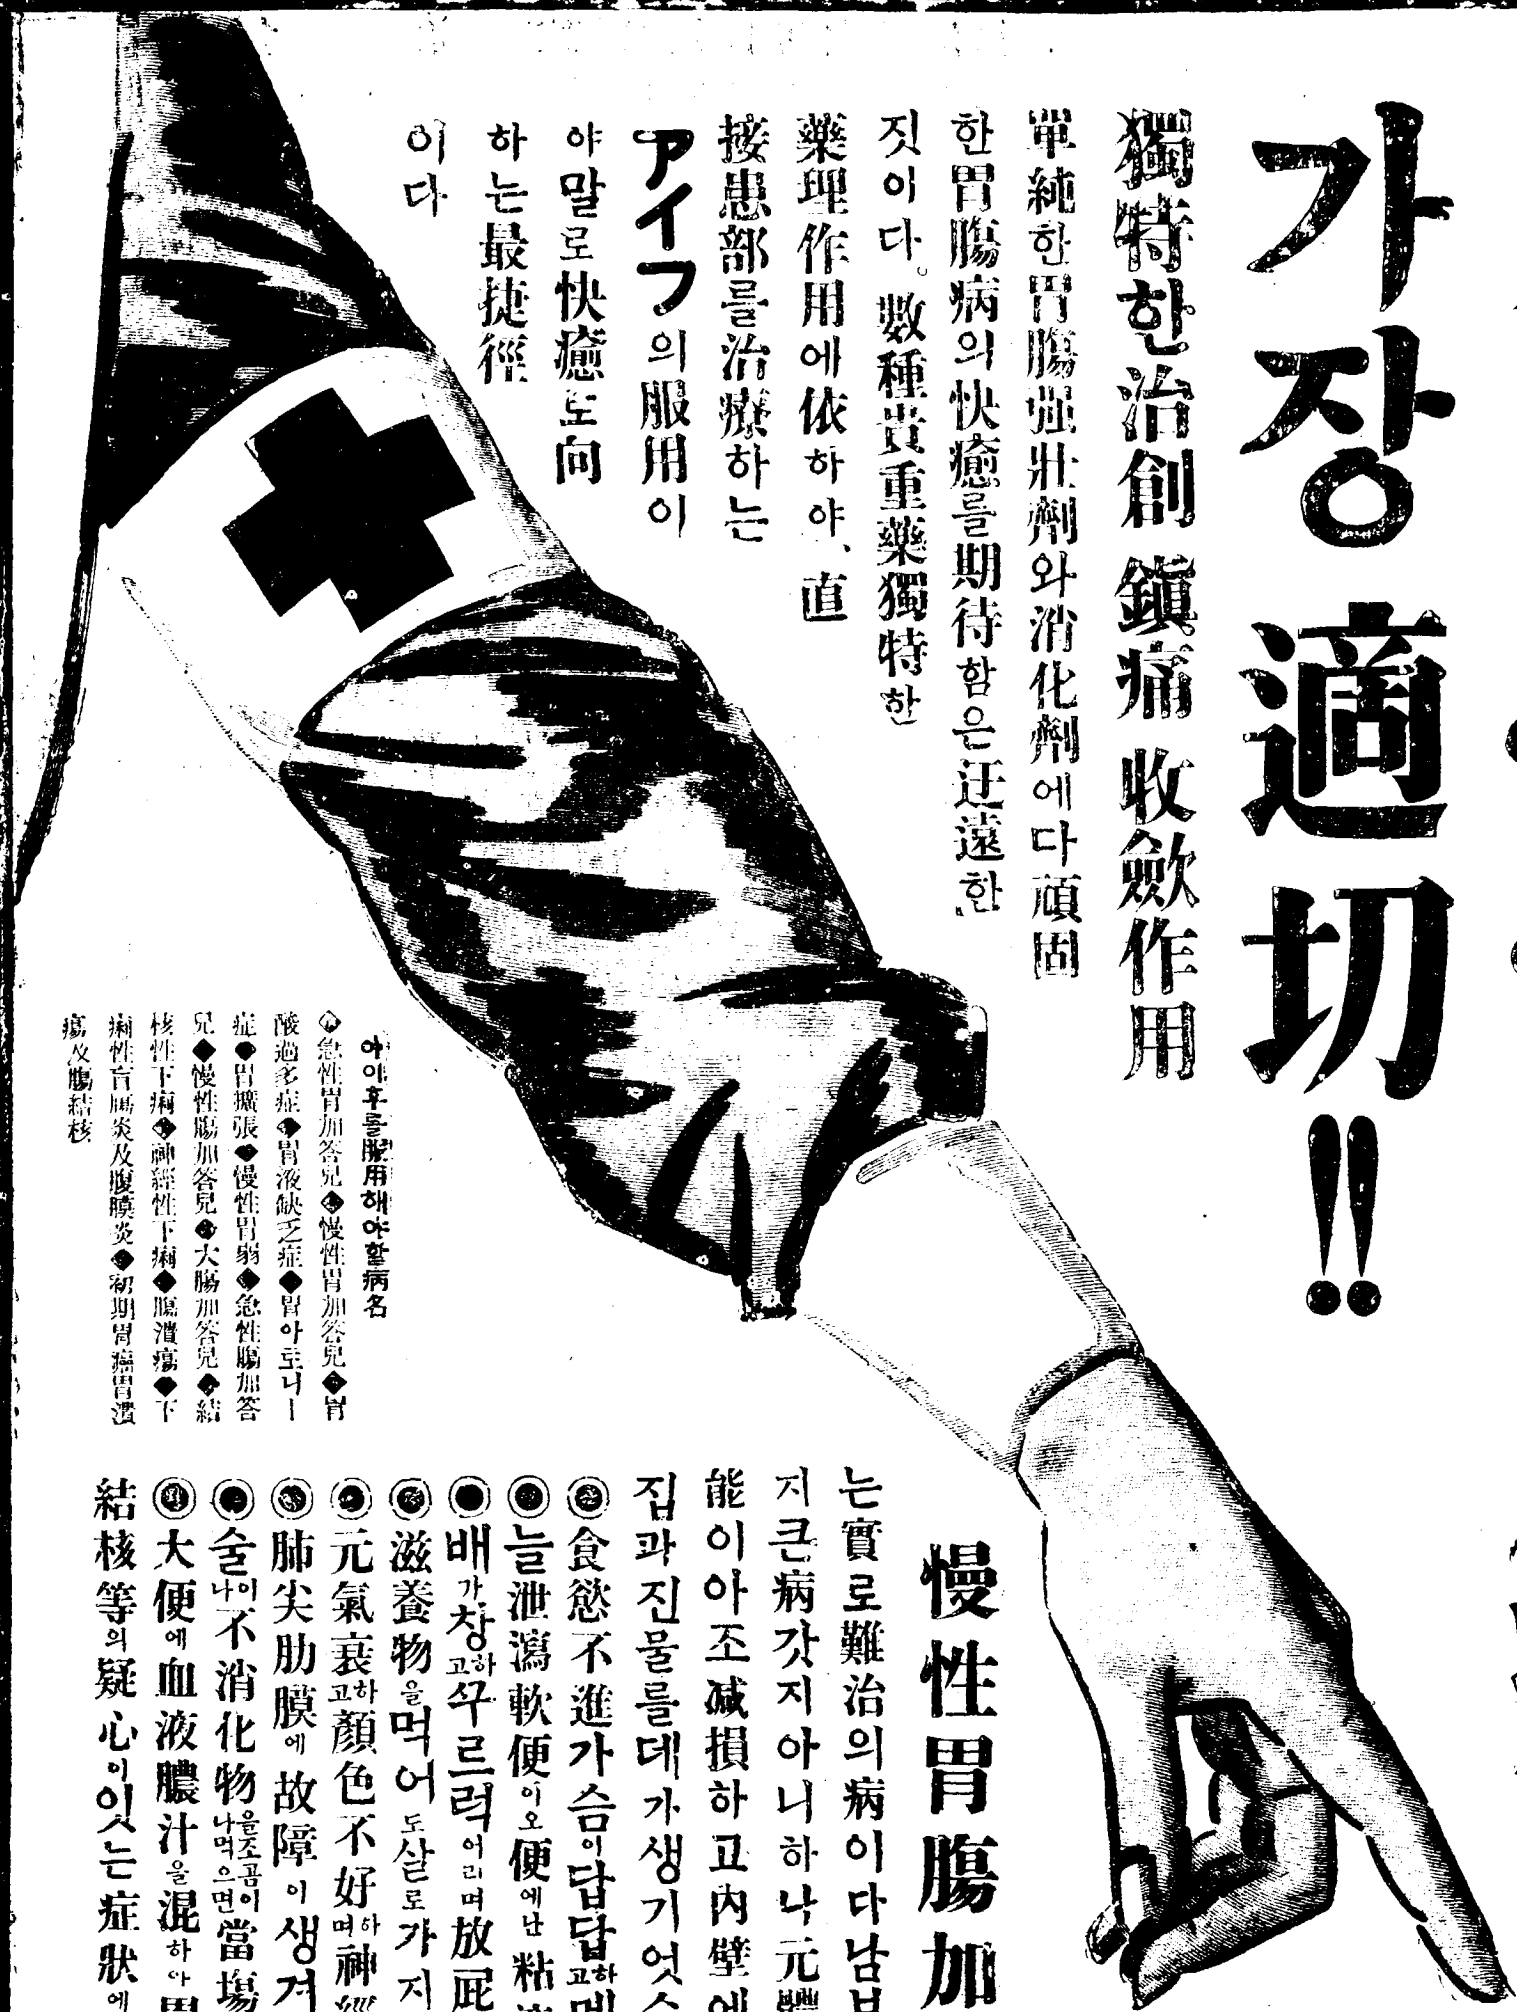 가장 適切!!
獨特한 治創 鎭痛 收歛作用
單純한 胃腸强壯劑와 消化劑에다 頑固
한 胃腸病의 快癒를 期待함은 迂遠한
짓이다。數種貴重藥獨特한
藥理作用에 依하야、直
接患部를 治療하는
アイフ의 服用이
야말로 快癒도 向
하는 最捷徑
이다
아이후를 服用해야 할 病名
◆急性胃加答兒◆慢性胃加答兒◆胃
酸過多症◆胃液缺乏症◆胃아토니ー
症◆胃擴張◆慢性胃弱◆急性腸加答
兒◆慢性腸加答兒◆大腸加答兒◆結
核性下痢◆神經性下痢◆腸潰瘍◆下
痢性盲腸炎及腹膜炎◆初期胃癌胃潰
瘍及腸結核
慢性胃腸加
는 實로 難治의 病이다 남
지 큰 病갓지 아니하나 元
能이 아조 减損하고 內壁에
집과 진물를데가 생기엇
◉食慾不進 가슴이 답답하고
◉늘 泄瀉軟便이오 便에 난 粘
◉배가 창하고 쑤르럭어리며 放屁
◉滋養物을 먹어도 살로 가지
◉元氣衰하고 顔色不好하며 神經
◉肺尖肋膜에 故障이 생겨
◉술이나 不消化物을 조곰이나 먹으면 當塲
◉大便에 血液膿汁을 混하야
結核等의 疑心이 잇는 症狀에